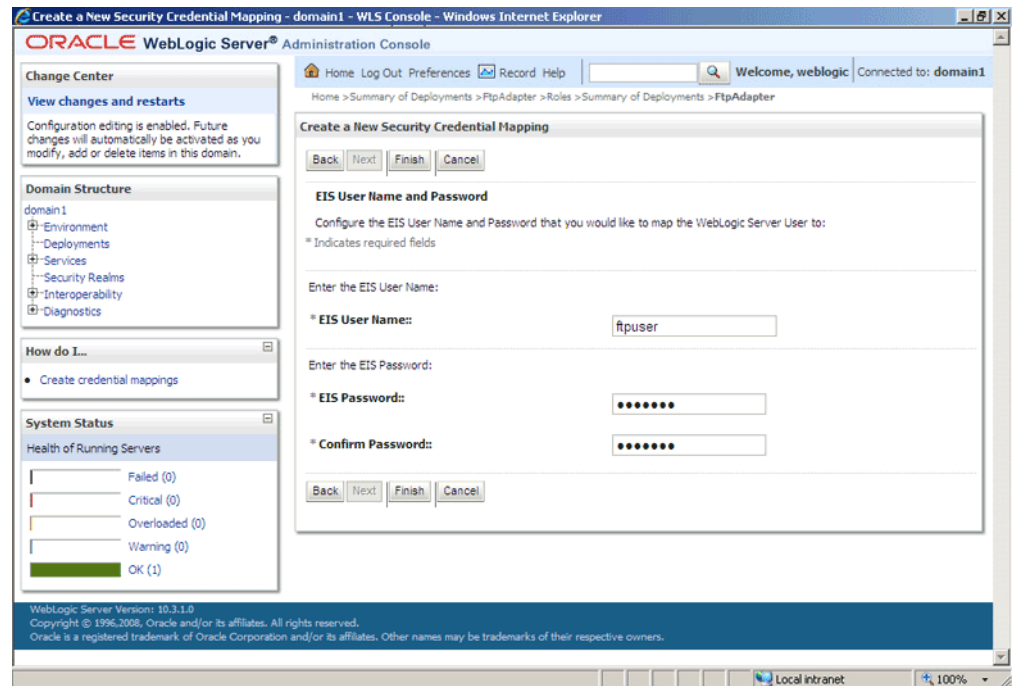 Create a New Security Credential Mapping - domain1 - WLS Console - Windows Internet Explorer
ORACLE WebLogic Server® Administration Console
Change Center
View changes and restarts
Configuration editing is enabled. Future
changes will automatically be activated as you
modify, add or delete items in this domain.
Domain Structure
domain1
Environment
Deployments
Services
Security Realms
Interoperability
Diagnostics
How do I...
Create credential mappings
System Status
Health of Running Servers
Failed (0)
Critical (0)
Overloaded (0)
Warning (0)
OK (1)
Home Log Out Preferences Record Help
Welcome, weblogic Connected to: domain1
Home >Summary of Deployments >FtpAdapter >Roles >Summary of Deployments >FtpAdapter
Create a New Security Credential Mapping
Back Next Finish Cancel
EIS User Name and Password
Configure the EIS User Name and Password that you would like to map the WebLogic Server User to:
* Indicates required fields
Enter the EIS User Name:
* EIS User Name::
ftpuser
Enter the EIS Password:
* EIS Password::
●●●●●●●
* Confirm Password::
●●●●●●●
Back Next Finish Cancel
WebLogic Server Version: 10.3.1.0
Copyright © 1996,2008, Oracle and/or its affiliates. All rights reserved.
Oracle is a registered trademark of Oracle Corporation and/or its affiliates. Other names may be trademarks of their respective owners.
Local intranet
100%